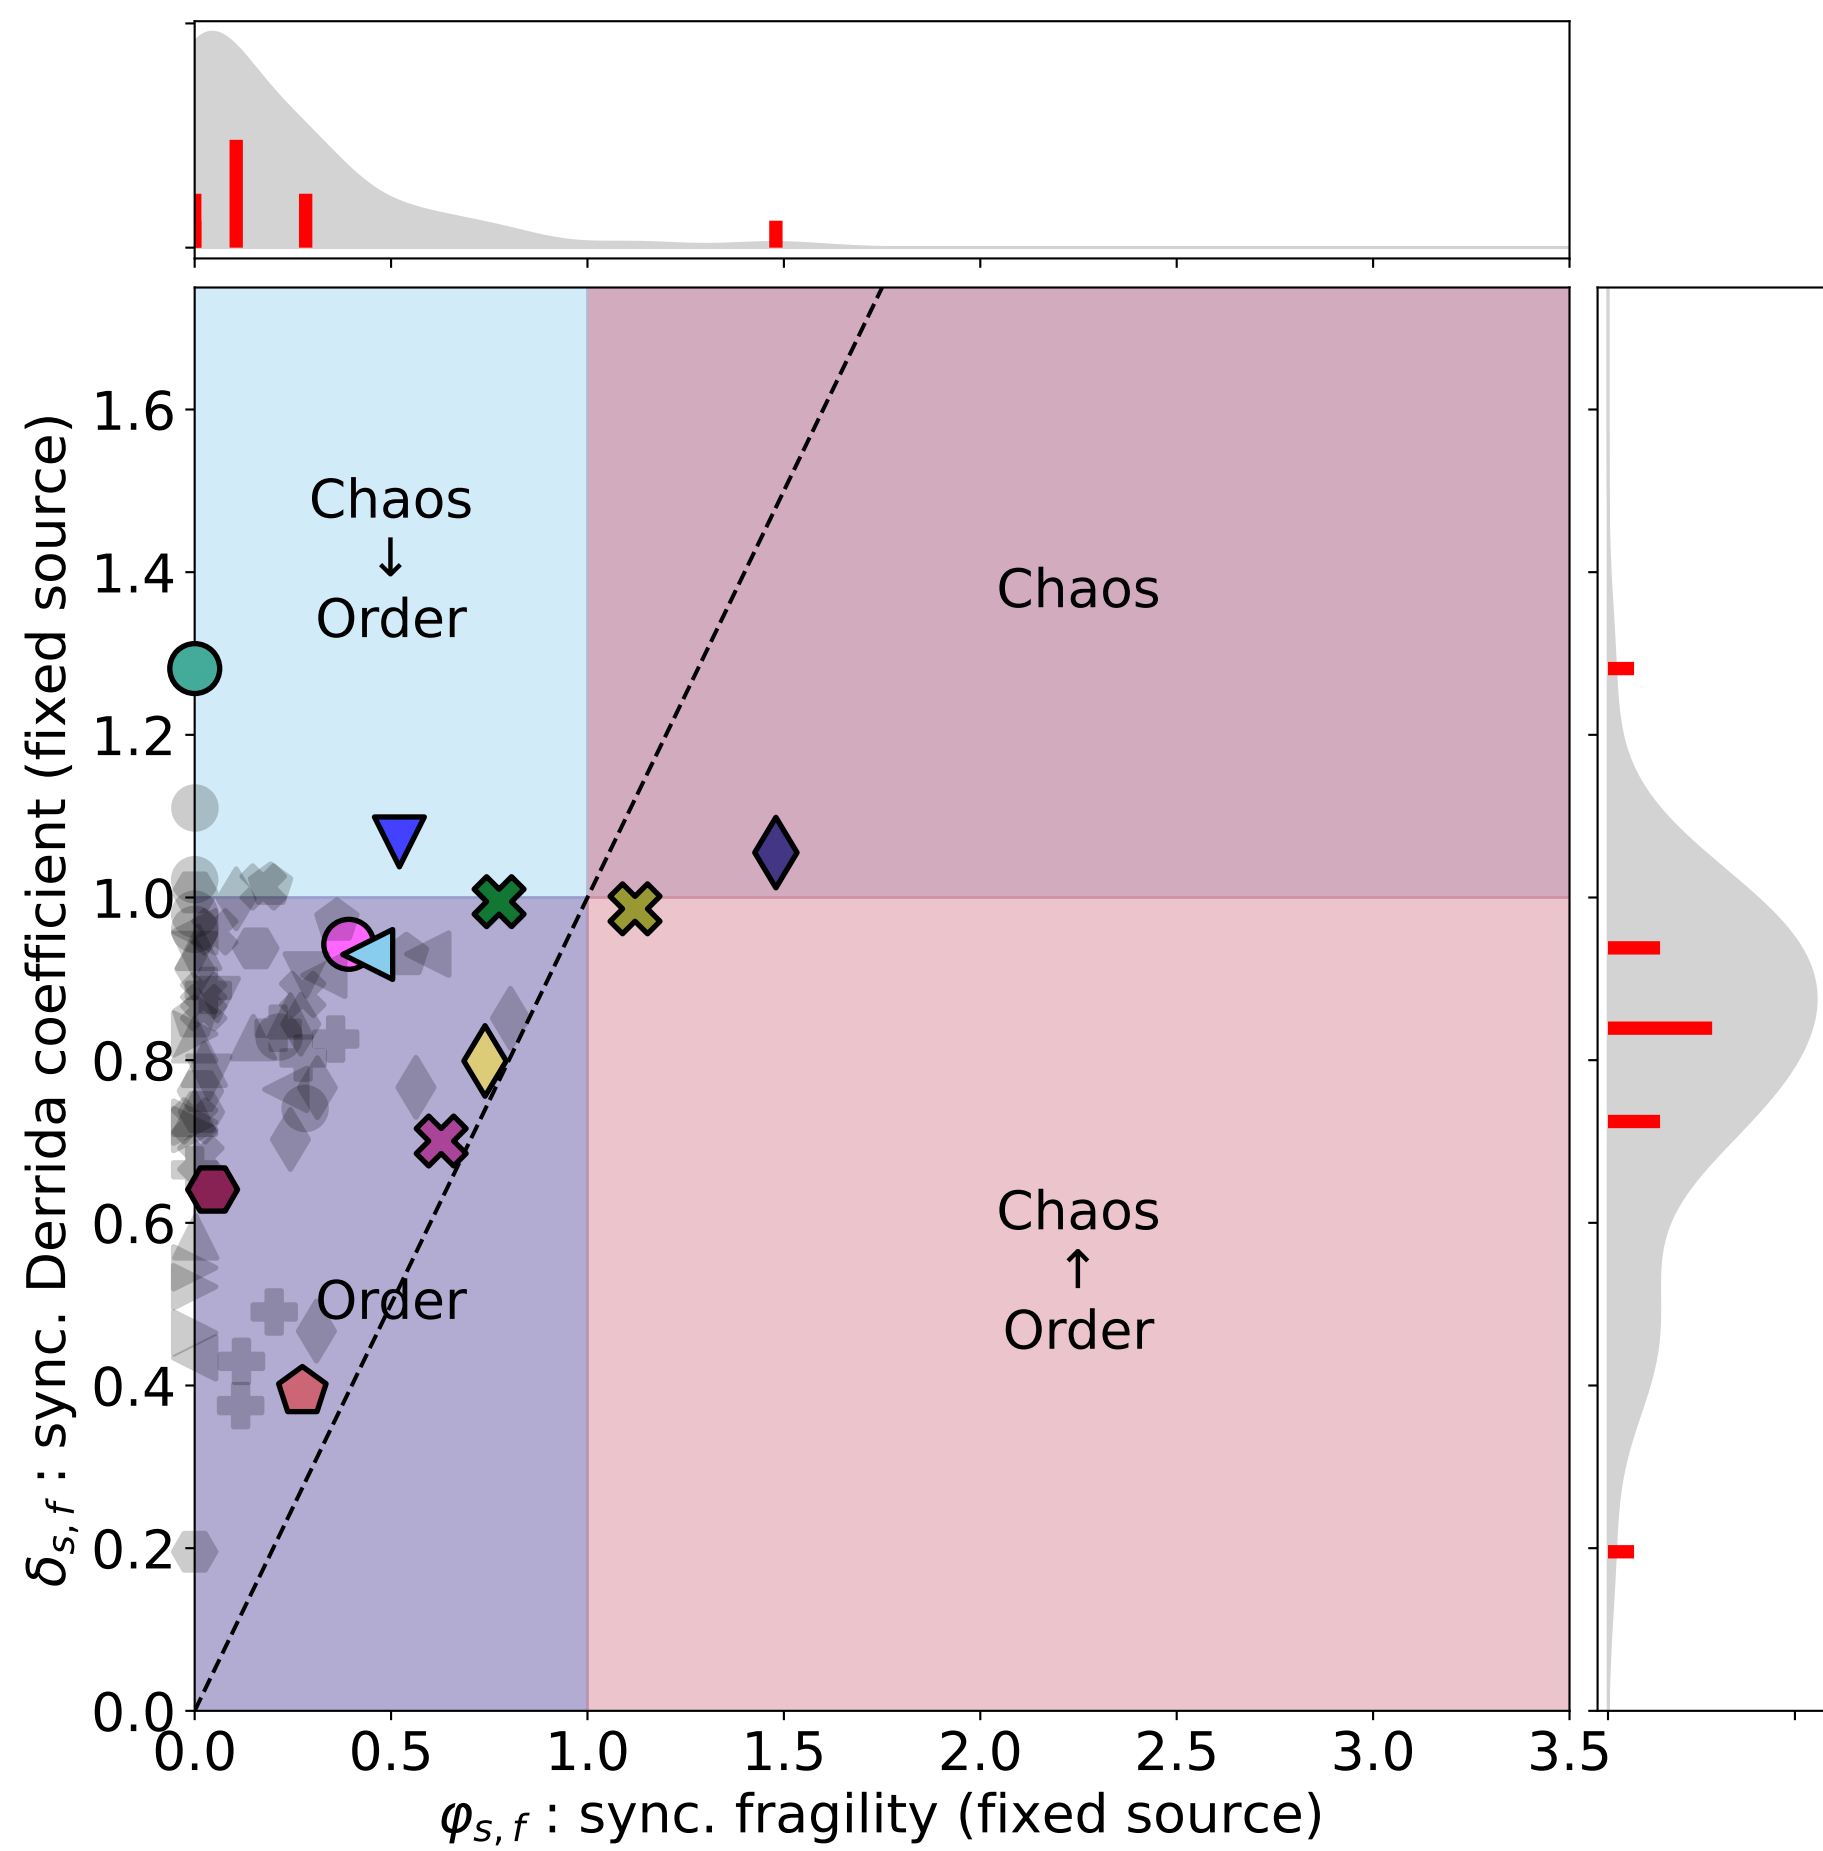 Chaos
↓
Order
Chaos
Order
Chaos
↑
Order
1.6
1.4
1.2
1.0
0.8
0.6
0.4
0.2
0.0
0.0 0.5 1.0 1.5 2.0 2.5 3.0 3.5
δs,f : sync. Derrida coefficient (fixed source)
φs,f : sync. fragility (fixed source)